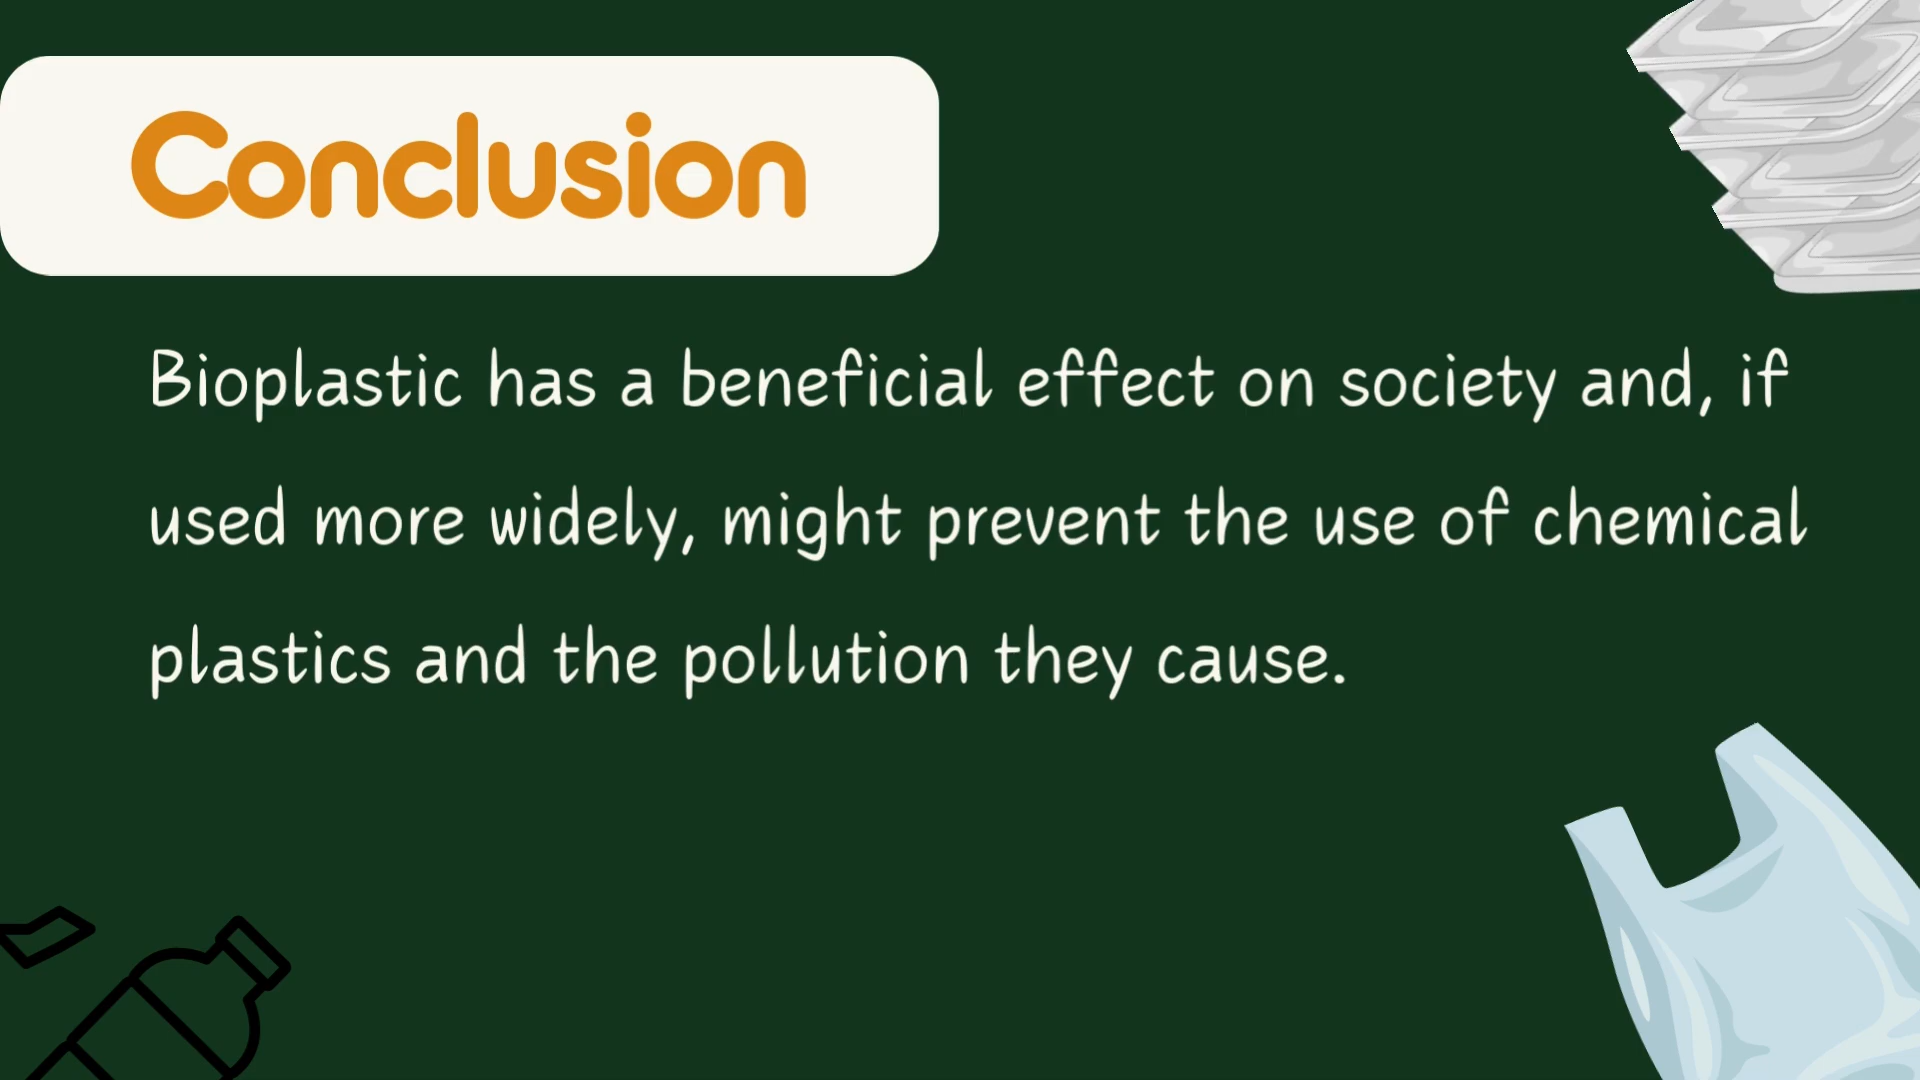 Conclusion
Bioplastic has a beneficial effect on society and, if
used more widely, might prevent the use of chemical
plastics and the pollution they cause.